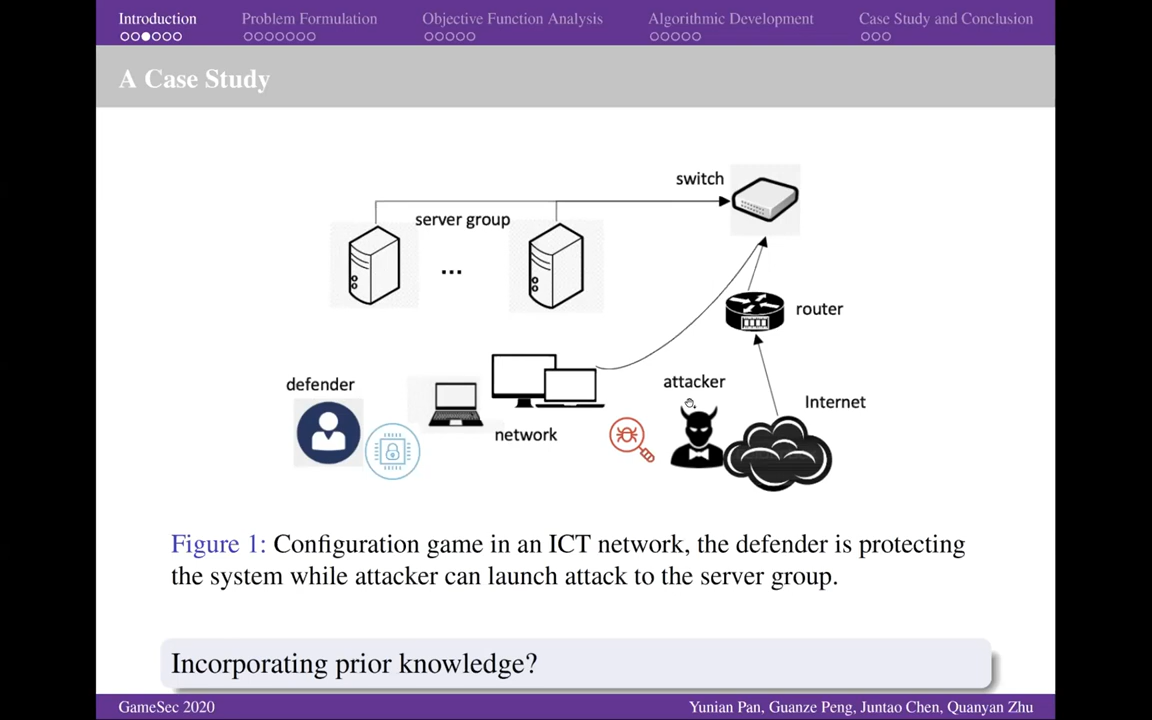 Introduction
Problem Formulation
Objective Function Analysis
Algorithmic Development
Case Study and Conclusion
A Case Study
switch
server group
...
router
defender
attacker
Internet
network
Figure 1: Configuration game in an ICT network, the defender is protecting
the system while attacker can launch attack to the server group.
Incorporating prior knowledge?
GameSec 2020
Yunian Pan, Guanze Peng, Juntao Chen, Quanyan Zhu